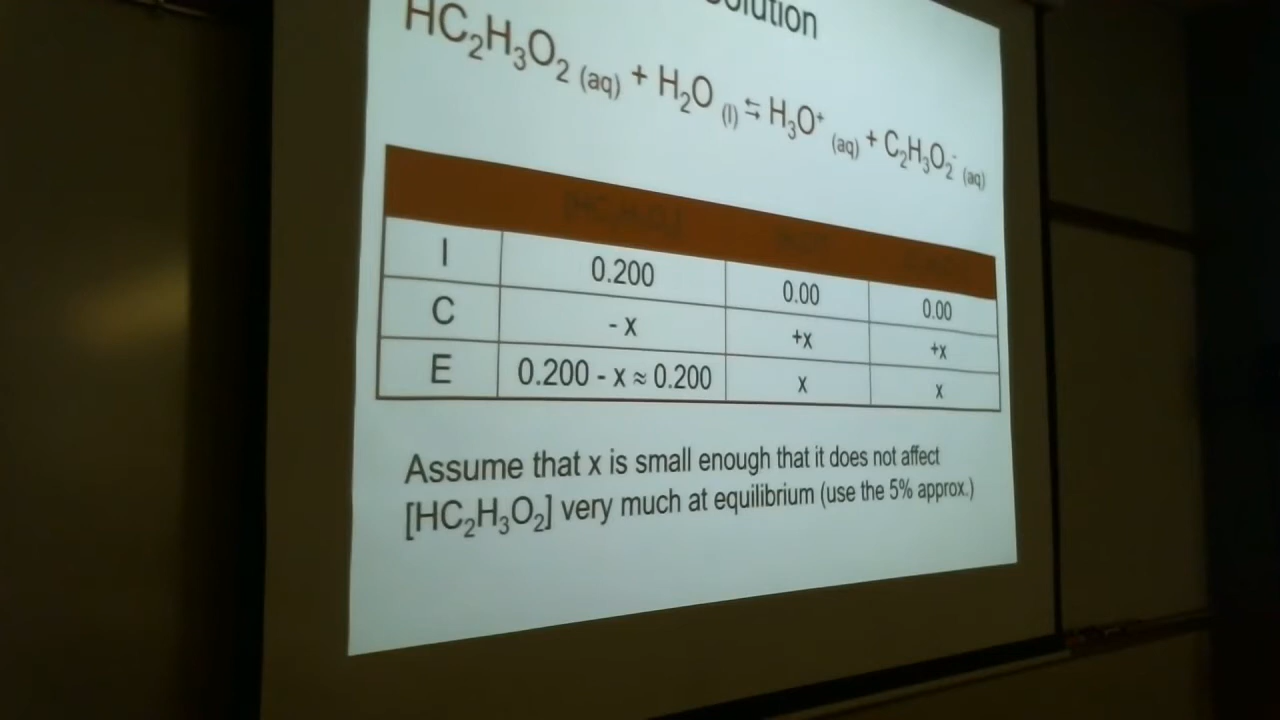 HC₂H₃O₂ (aq) + H₂O (l) ⇆ H₃O⁺ (aq) + C₂H₃O₂⁻ (aq)
I 0.200 0.00 0.00
C - x +x +x
E 0.200 - x ≈ 0.200 x x
Assume that x is small enough that it does not affect
[HC₂H₃O₂] very much at equilibrium (use the 5% approx.)